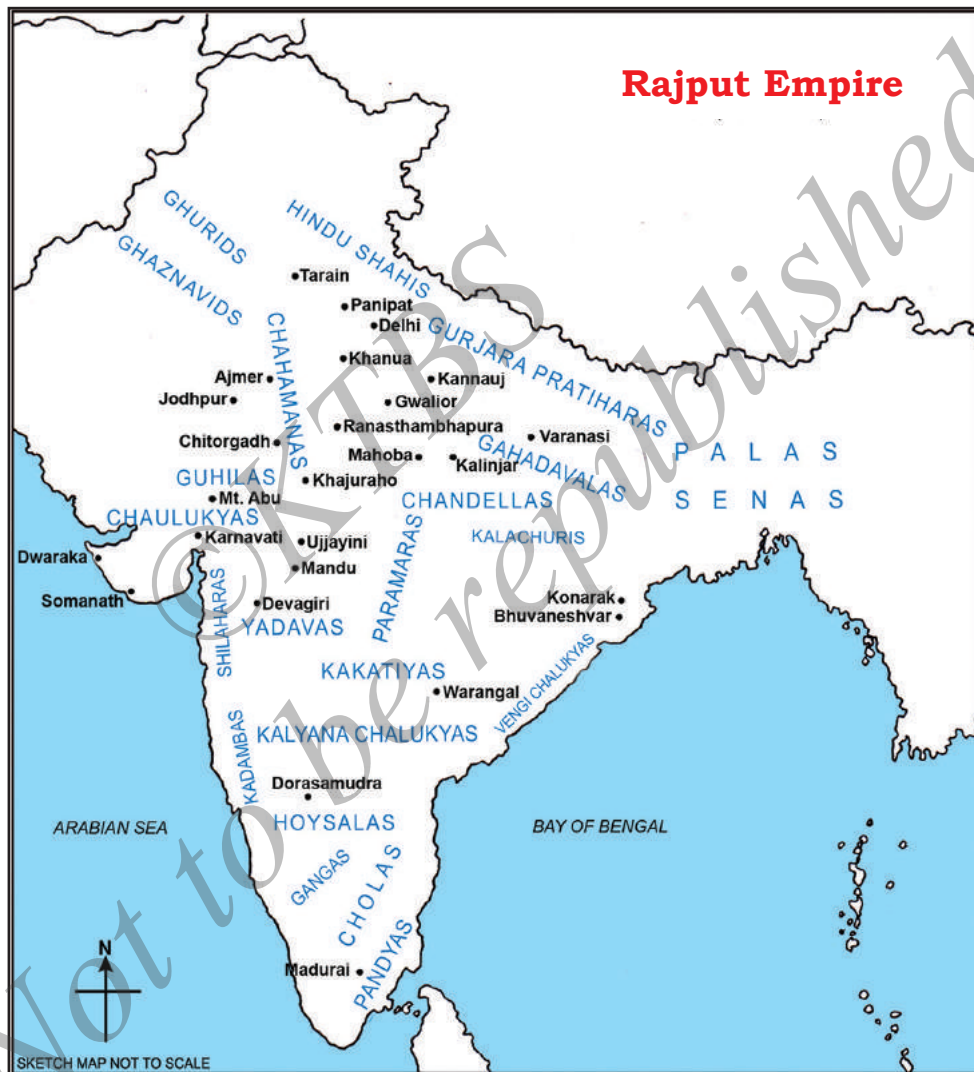 Rajput Empire
GHURIDS
HINDU SHAHIS
GHAZNAVIDS
Tarain
Panipat
Delhi
GURJARA PRATIHARAS
CHAHAMANAS
Khanua
Ajmer
Kannauj
Jodhpur
Gwalior
Ranasthambhapura
Chitorgadh
Varanasi
Mahoba
Kalinjar
GAHADAVALAS
PALAS
GUHILAS
Khajuraho
Mt. Abu
CHANDELLAS
SENAS
CHAULUKYAS
Karnavati
Ujjayini
KALACHURIS
Dwaraka
Mandu
PARAMARAS
Somanath
Devagiri
Konarak
Bhuvaneshvar
SHILAHARAS
YADAVAS
KAKATIYAS
Warangal
VENGI CHALUKYAS
KADAMBAS
KALYANA CHALUKYAS
Dorasamudra
HOYSALAS
ARABIAN SEA
BAY OF BENGAL
GANGAS
CHOLAS
PANDYAS
Madurai
N
SKETCH MAP NOT TO SCALE
©KTBS
Not to be republished